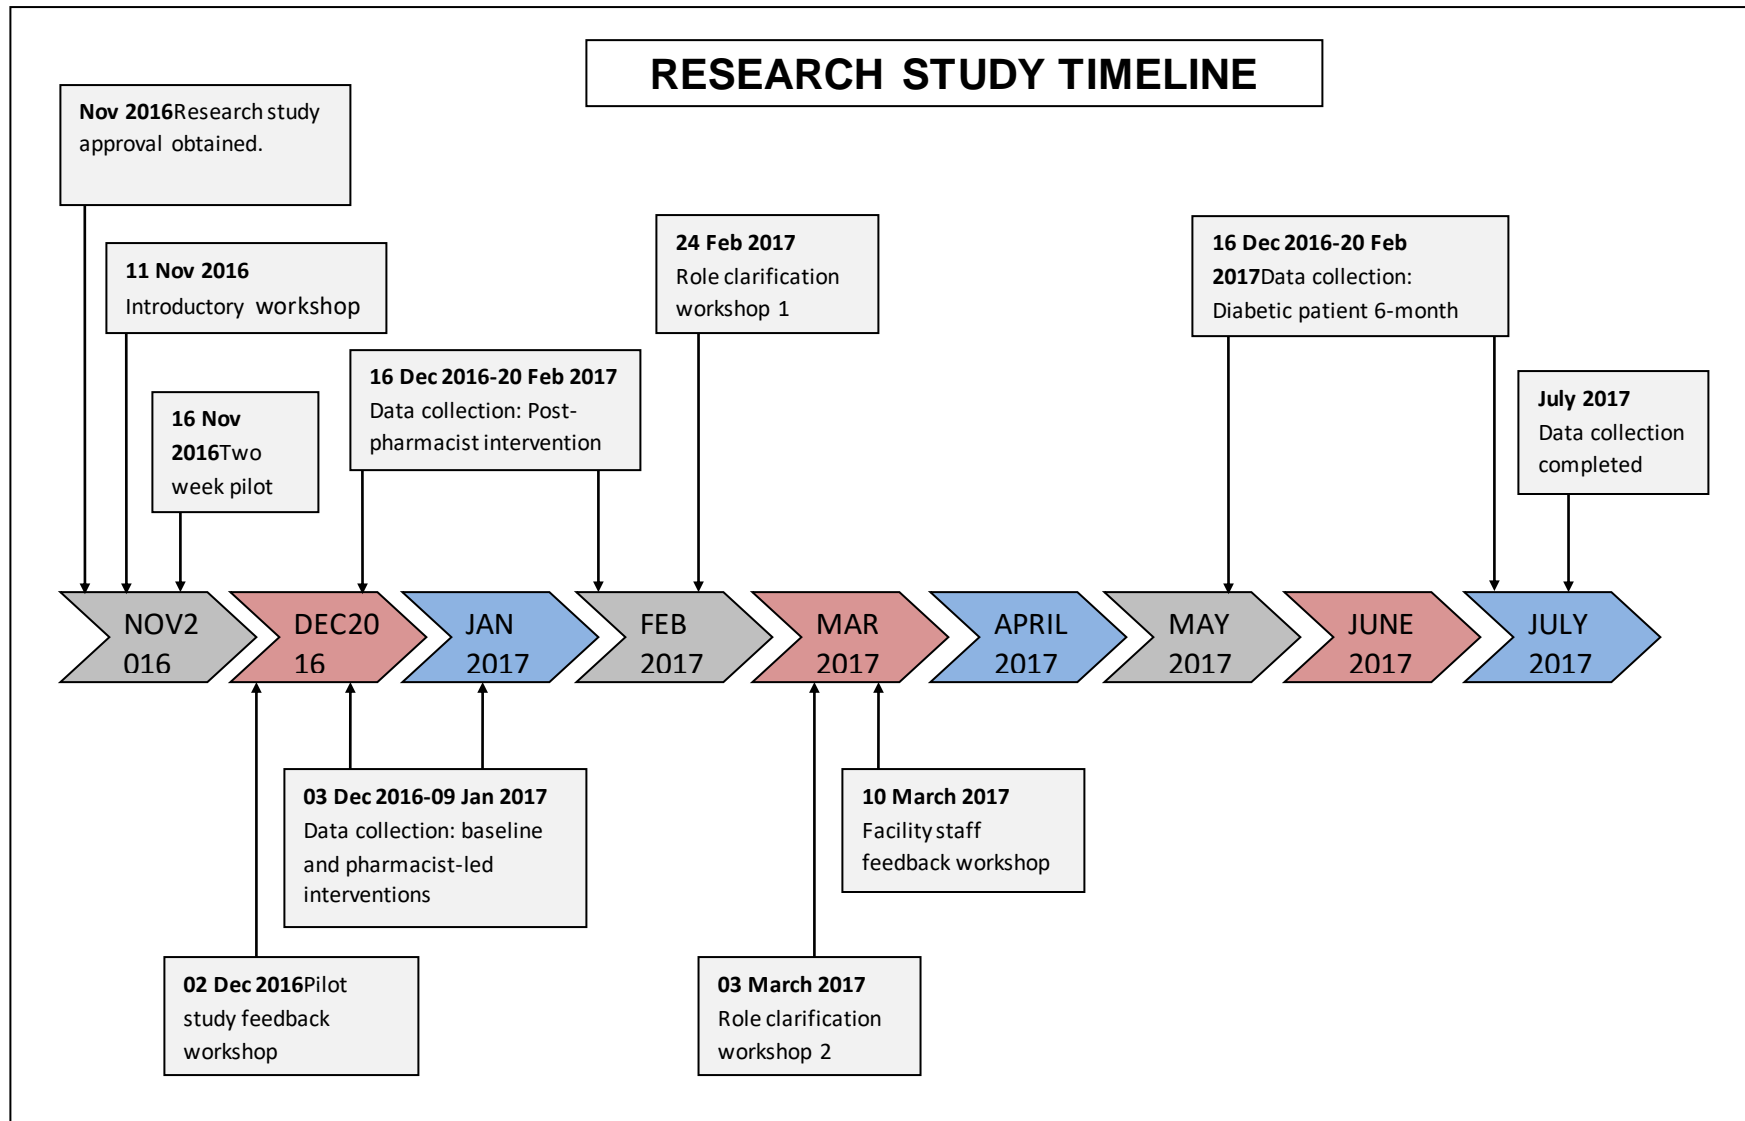 RESEARCH STUDY TIMELINE
Nov 2016Research study
approval obtained.
11 Nov 2016
Introductory workshop
16 Nov
2016Two
week pilot
16 Dec 2016-20 Feb 2017
Data collection: Post-
pharmacist intervention
24 Feb 2017
Role clarification
workshop 1
16 Dec 2016-20 Feb
2017Data collection:
Diabetic patient 6-month
July 2017
Data collection
completed
NOV2
016
DEC20
16
JAN
2017
FEB
2017
MAR
2017
APRIL
2017
MAY
2017
JUNE
2017
JULY
2017
03 Dec 2016-09 Jan 2017
Data collection: baseline
and pharmacist-led
interventions
10 March 2017
Facility staff
feedback workshop
02 Dec 2016Pilot
study feedback
workshop
03 March 2017
Role clarification
workshop 2